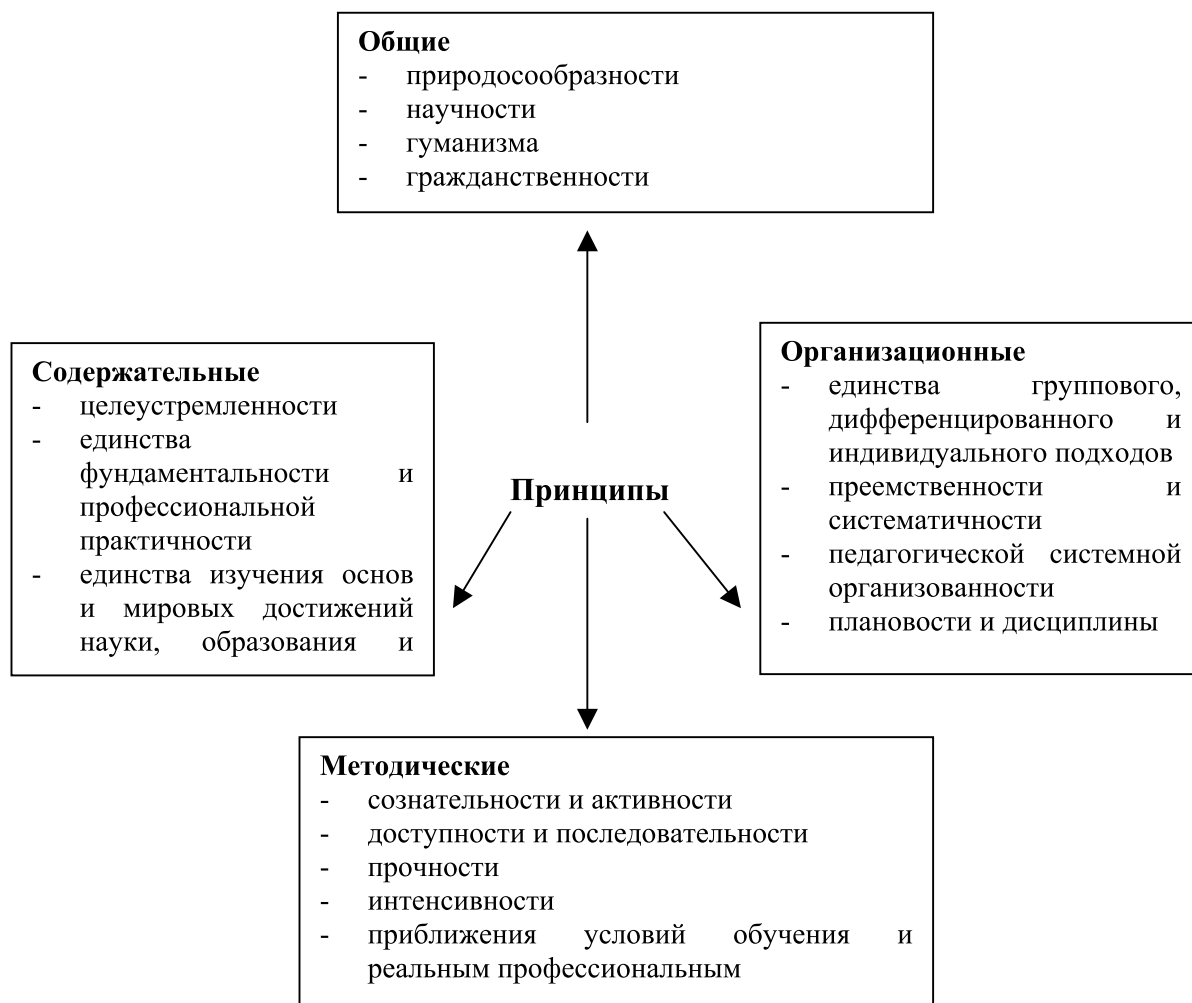 Общие
- природосообразности
- научности
- гуманизма
- гражданственности
Содержательные
- целеустремленности
- единства
фундаментальности и
профессиональной
практичности
- единства изучения основ
и мировых достижений
науки, образования и
Принципы
Организационные
- единства группового,
дифференцированного и
индивидуального подходов
- преемственности и
систематичности
- педагогической системной
организованности
- плановости и дисциплины
Методические
- сознательности и активности
- доступности и последовательности
- прочности
- интенсивности
- приближения условий обучения и
реальным профессиональным